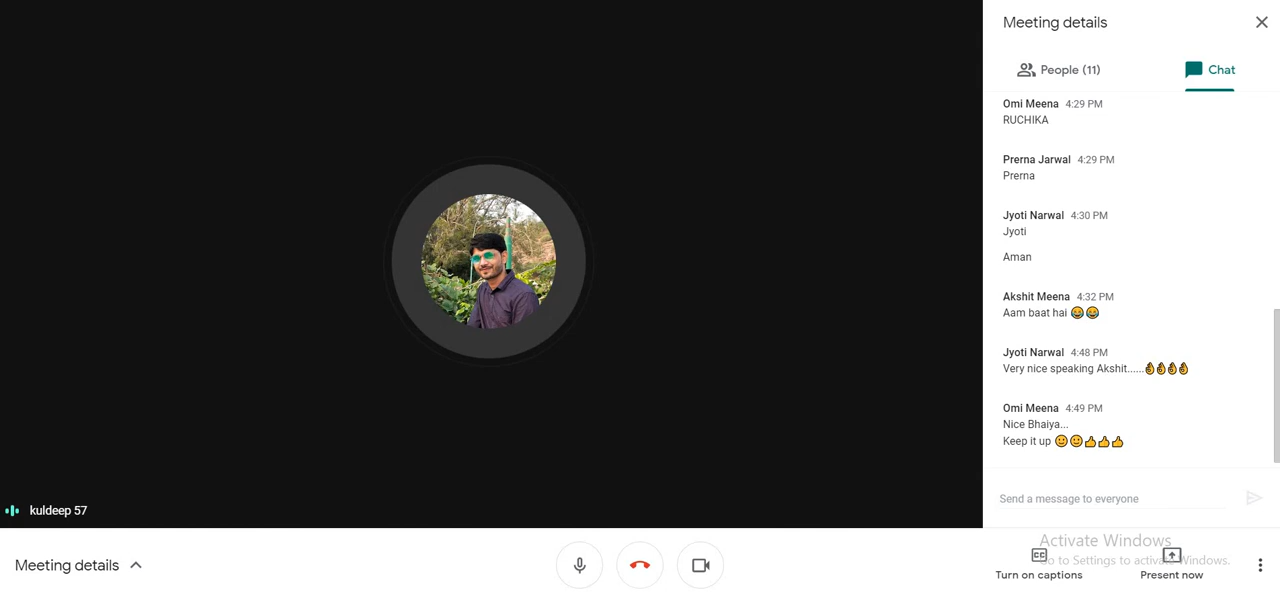 Meeting details
People (11)
Chat
Omi Meena 4:29 PM
RUCHIKA
Prerna Jarwal 4:29 PM
Prerna
Jyoti Narwal 4:30 PM
Jyoti
Aman
Akshit Meena 4:32 PM
Aam baat hai 😂😂
Jyoti Narwal 4:48 PM
Very nice speaking Akshit......👌👌👌👌
Omi Meena 4:49 PM
Nice Bhaiya...
Keep it up 🙂🙂👍👍👍
kuldeep 57
Send a message to everyone
Meeting details
Activate Windows
Go to Settings to activate Windows.
CC
Turn on captions
Present now